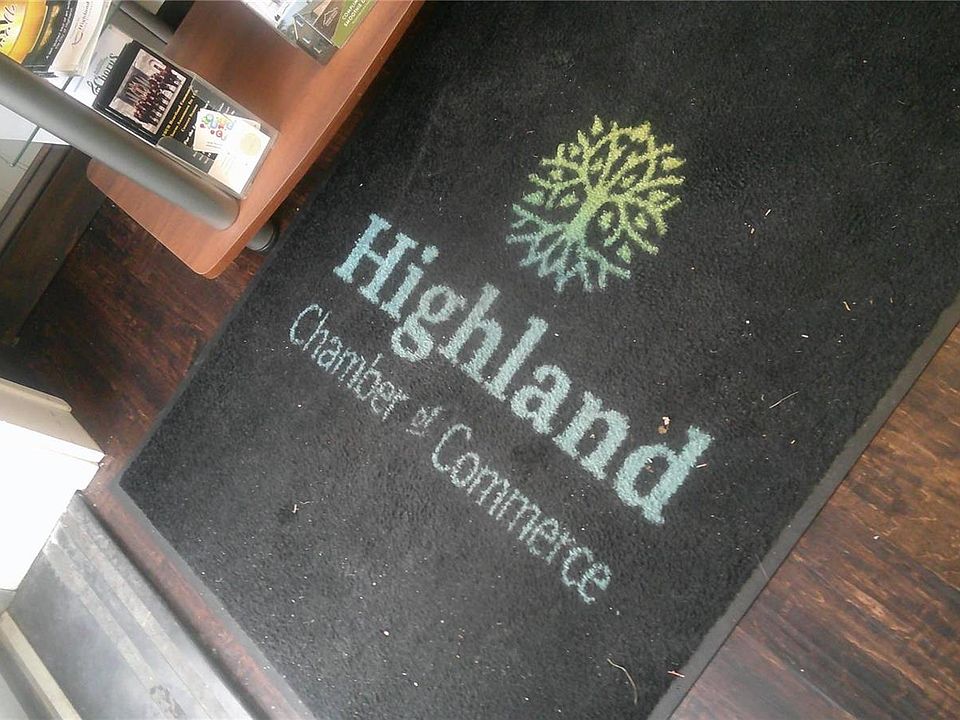 Highland
Chamber of Commerce